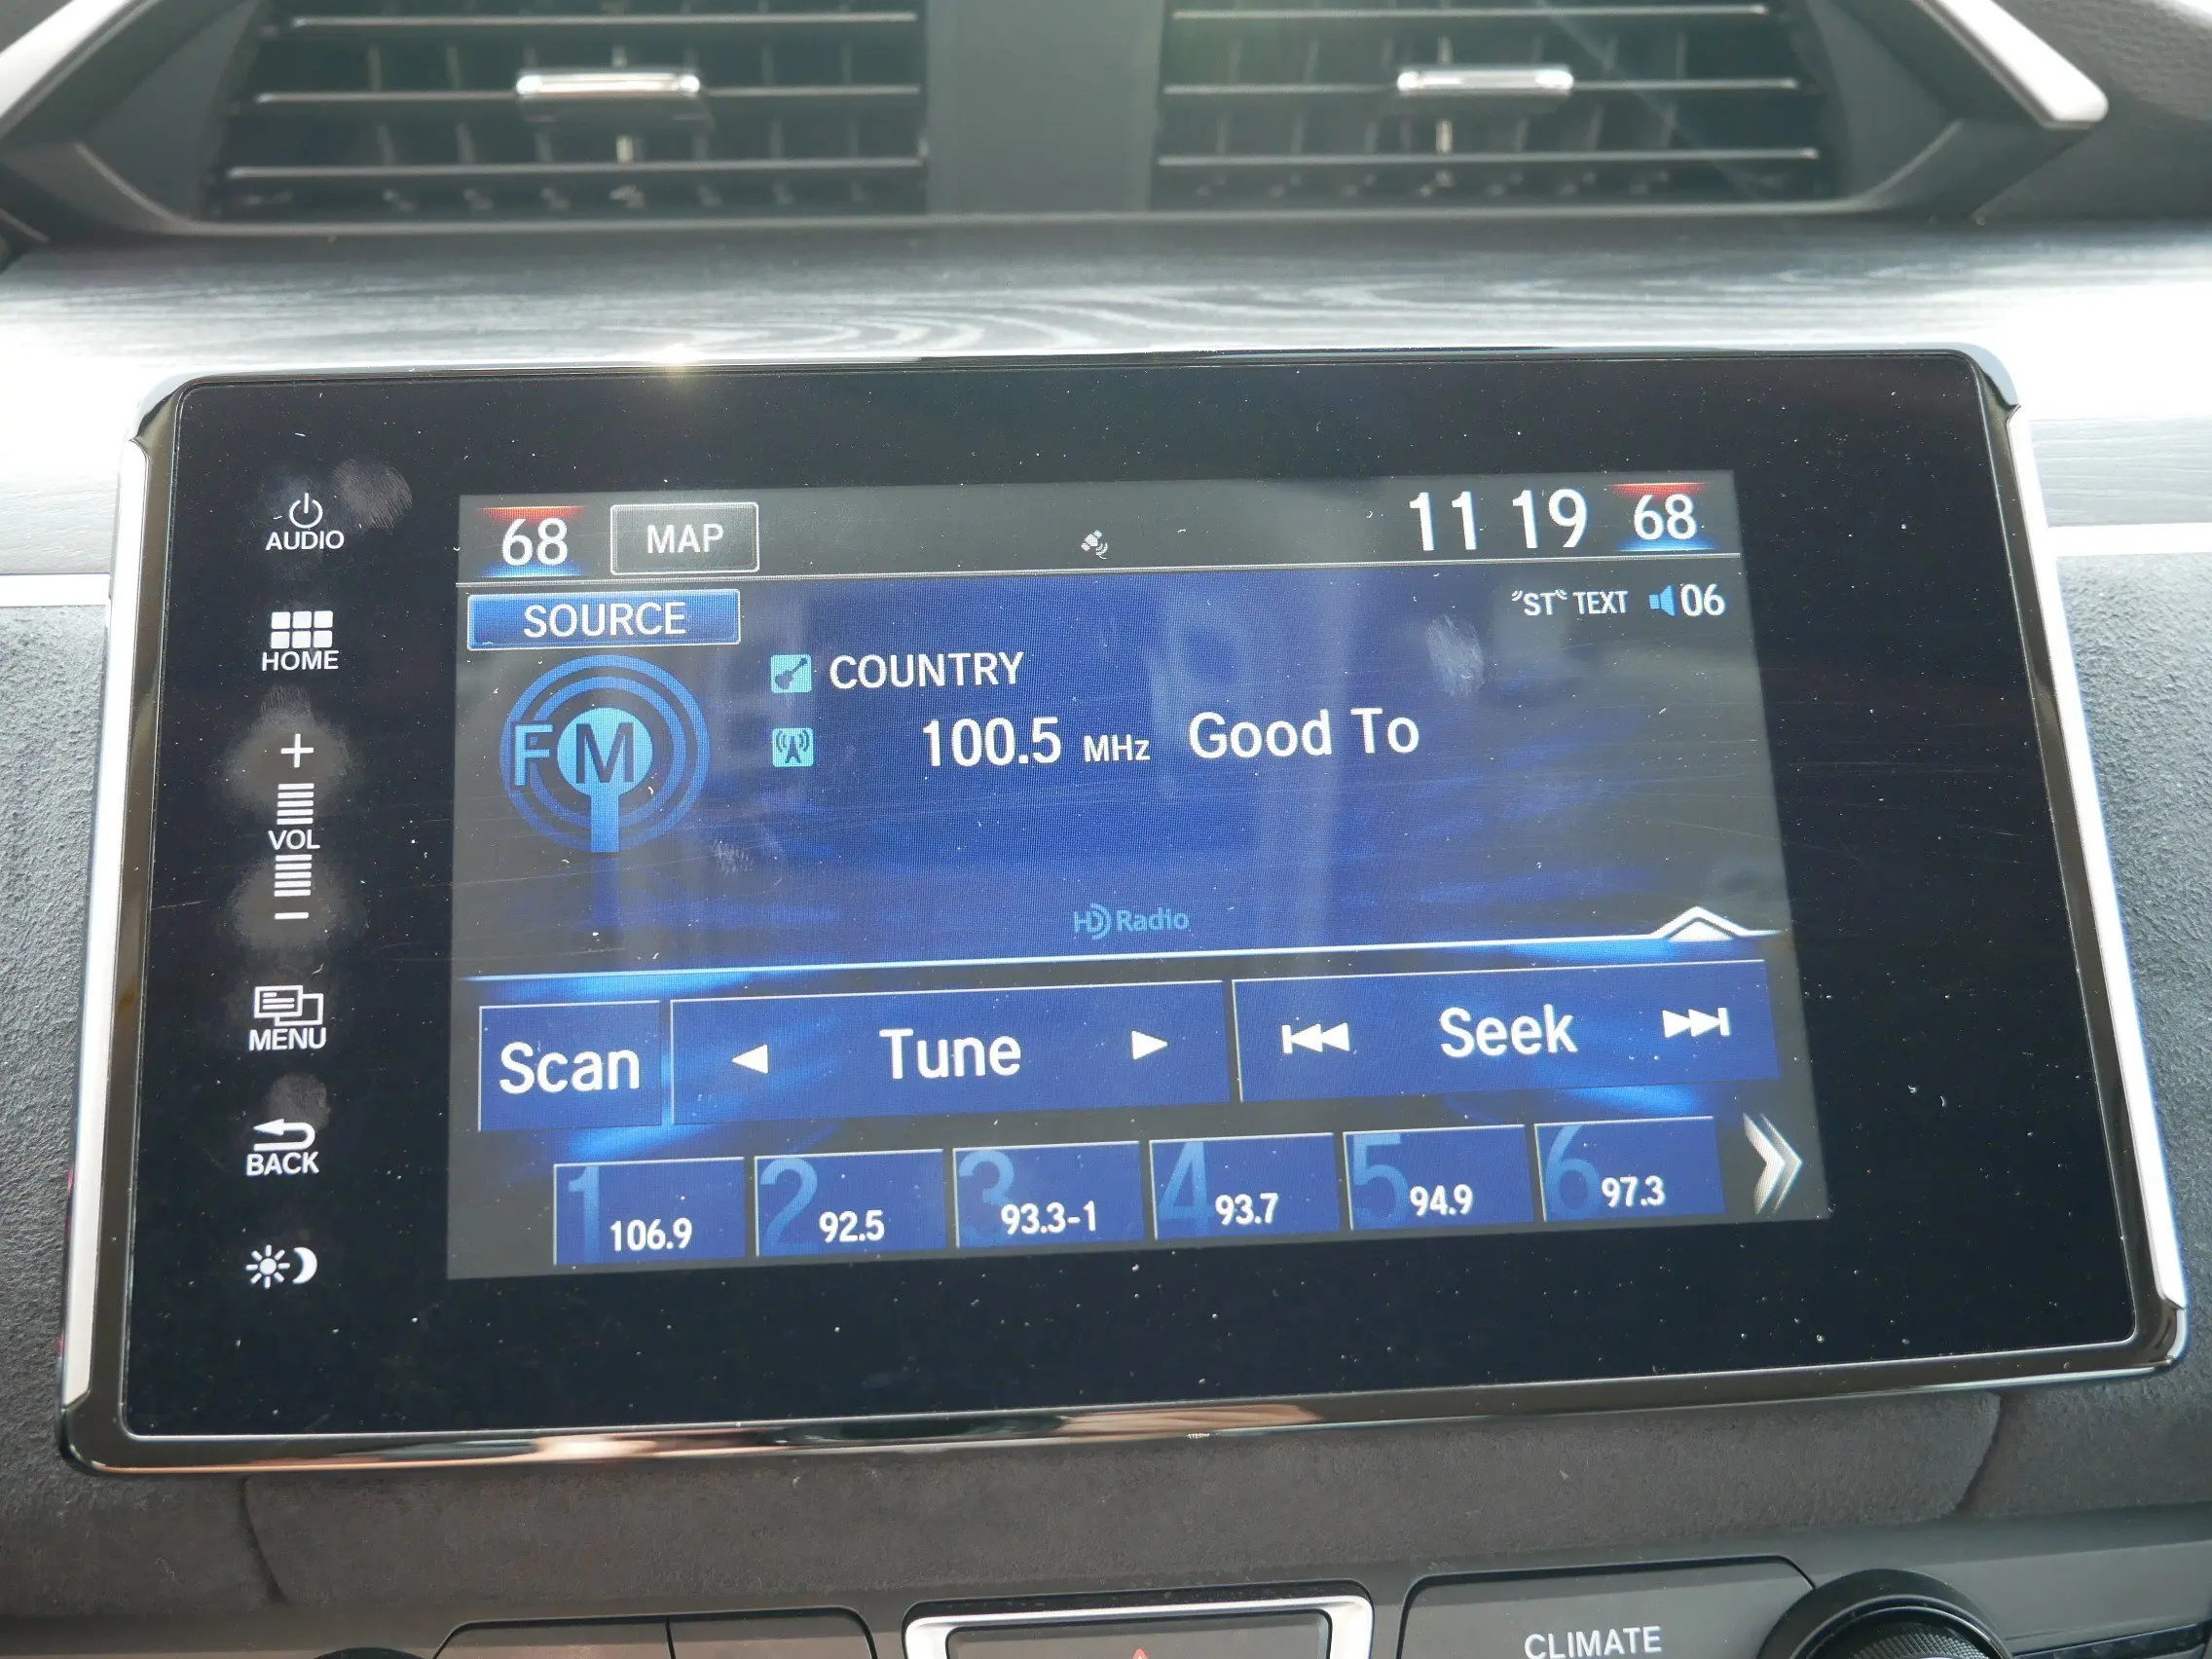 AUDIO
HOME
+
VOL
−
MENU
BACK
68 MAP 11 19 68
SOURCE "ST" TEXT 06
FM
COUNTRY
100.5 MHz Good To
HD Radio
Scan Tune Seek
1 106.9 2 92.5 3 93.3-1 4 93.7 5 94.9 6 97.3
CLIMATE